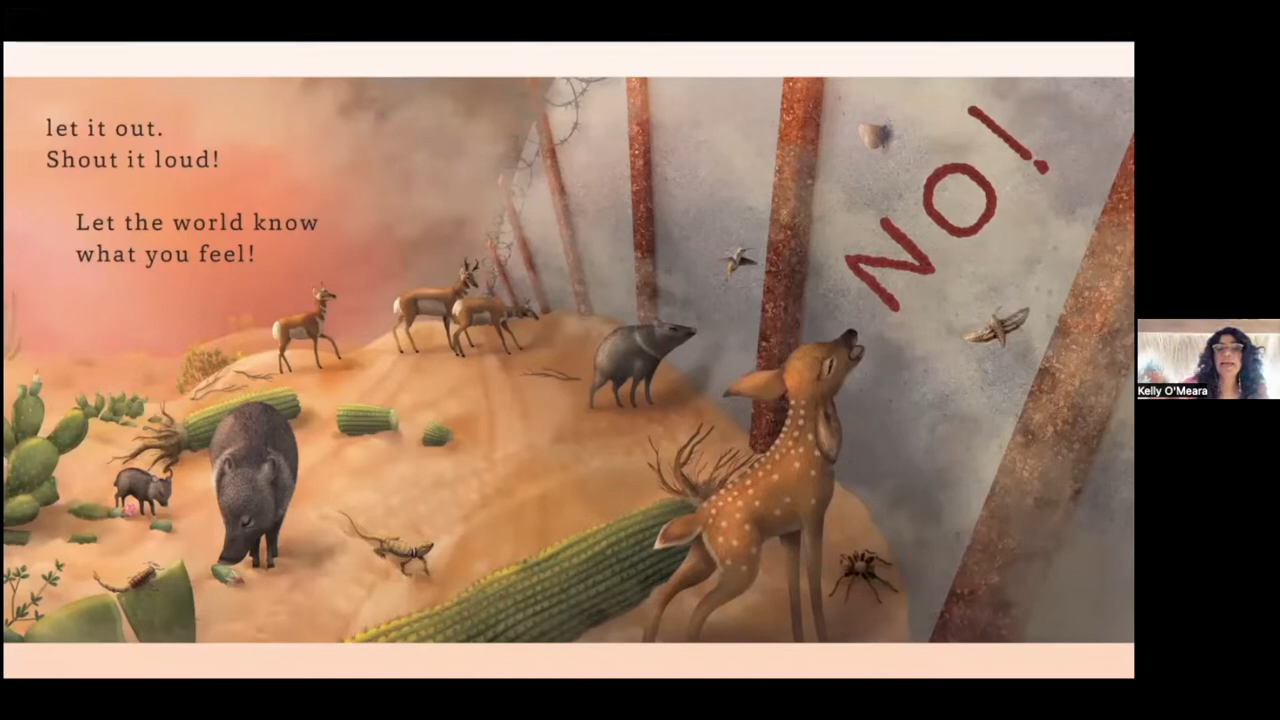 let it out.
Shout it loud!
Let the world know
what you feel!
NO!
Kelly O'Meara